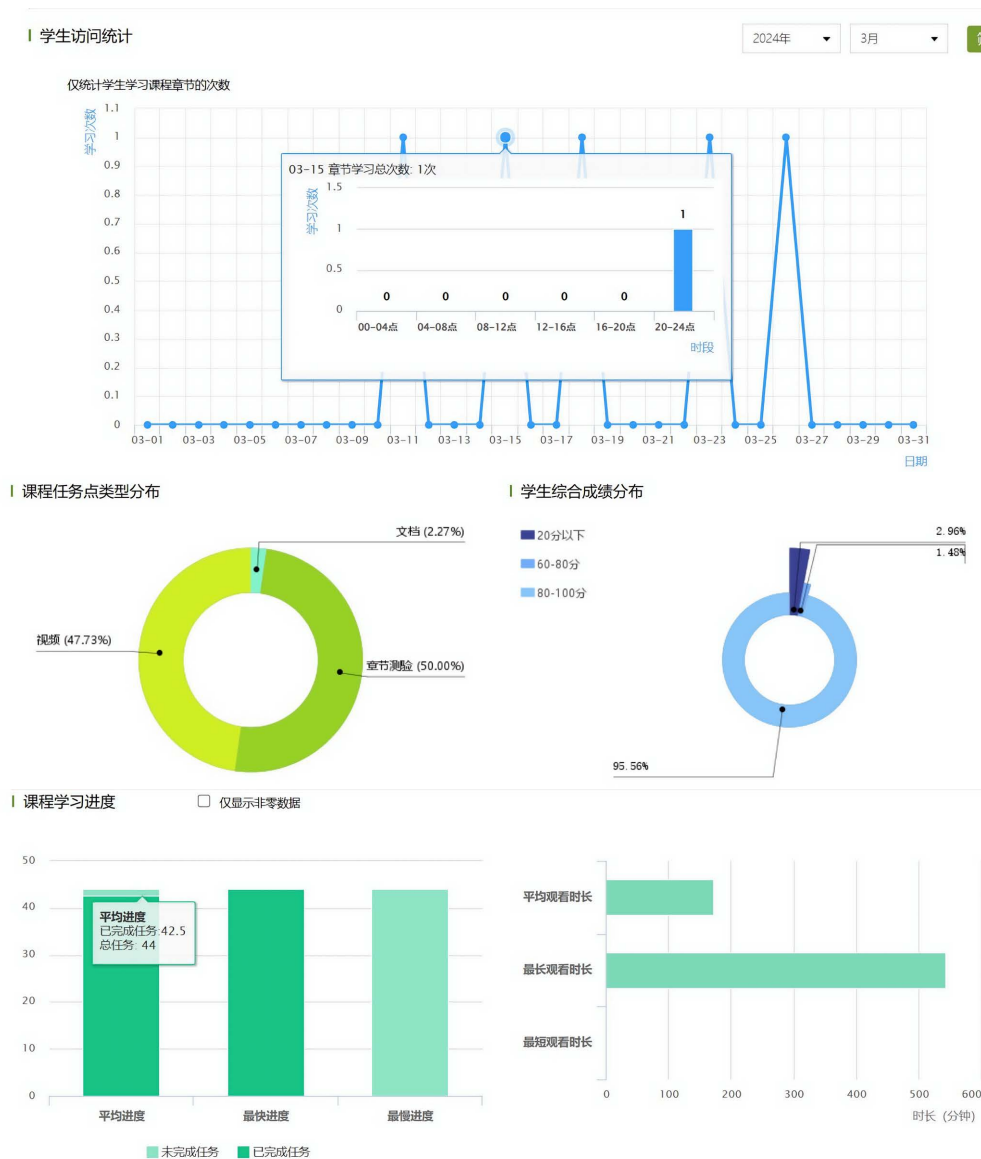 学生访问统计
2024年
3月
仅统计学生学习课程章节的次数
学习次数
1.1
1
0.9
0.8
0.7
0.6
0.5
0.4
0.3
0.2
0.1
0
03-15 章节学习总次数: 1次
学习次数
1.5
1
0.5
0
0 0 0 0 0 1
00-04点 04-08点 08-12点 12-16点 16-20点 20-24点
时段
03-01 03-03 03-05 03-07 03-09 03-11 03-13 03-15 03-17 03-19 03-21 03-23 03-25 03-27 03-29 03-31
日期
课程任务点类型分布
文档 (2.27%)
视频 (47.73%)
章节测验 (50.00%)
学生综合成绩分布
20分以下
60-80分
80-100分
2.96%
1.48%
95.56%
课程学习进度
仅显示非零数据
50
40
30
20
10
0
平均进度
已完成任务:42.5
总任务: 44
平均进度 最快进度 最慢进度
未完成任务 已完成任务
平均观看时长
最长观看时长
最短观看时长
0 100 200 300 400 500 600
时长 (分钟)